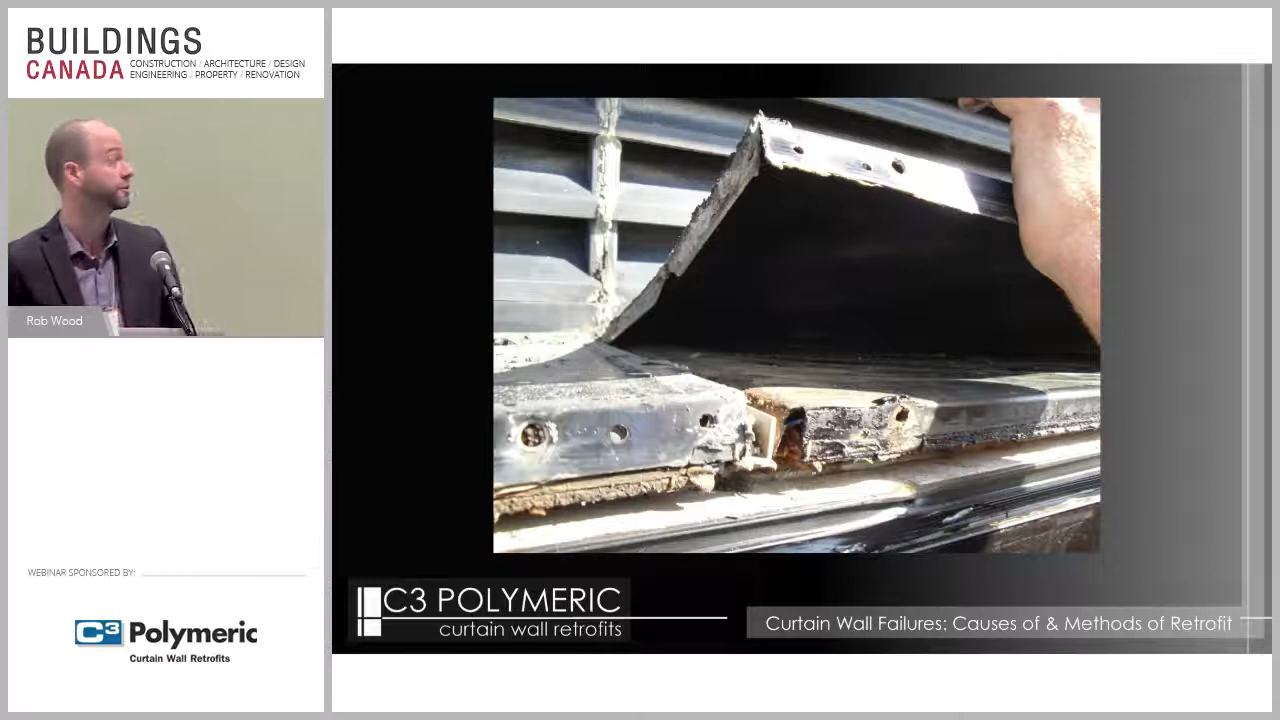 BUILDINGS
CANADA
CONSTRUCTION / ARCHITECTURE / DESIGN
ENGINEERING / PROPERTY / RENOVATION
Rob Wood
WEBINAR SPONSORED BY:
C3 Polymeric
Curtain Wall Retrofits
C3 POLYMERIC
curtain wall retrofits
Curtain Wall Failures: Causes of & Methods of Retrofit